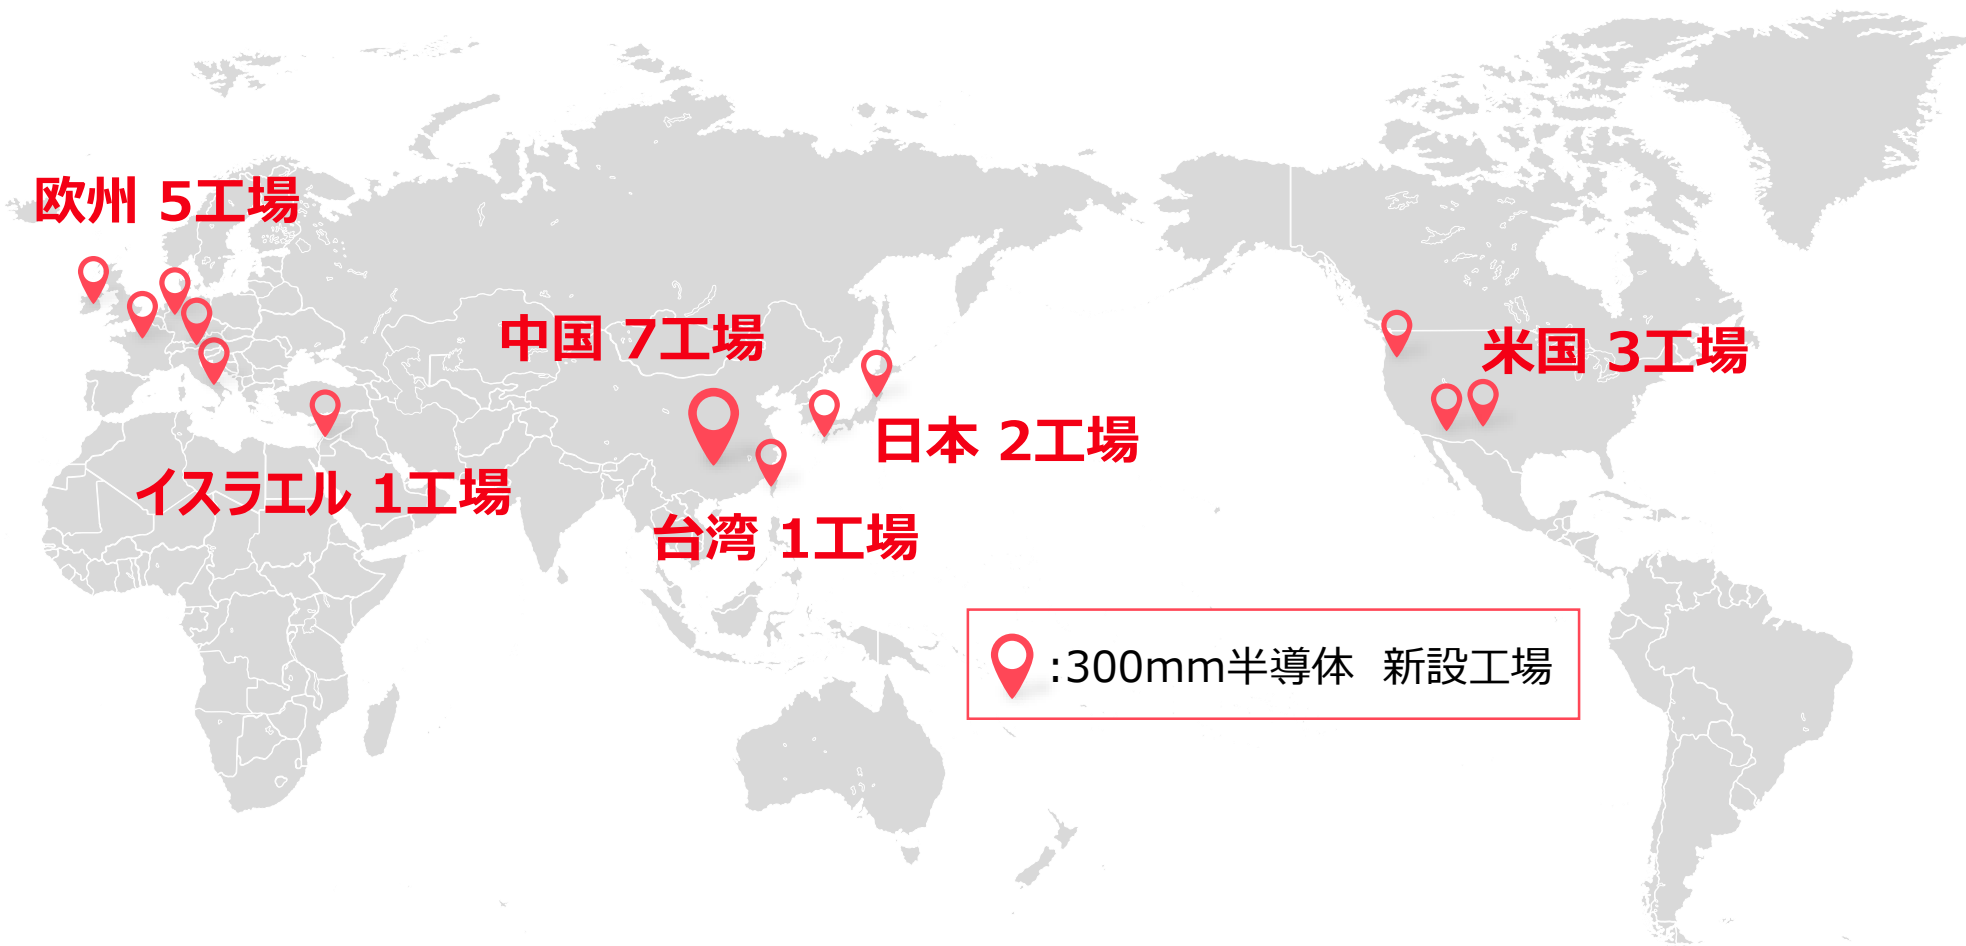 欧州 5工場
中国 7工場
米国 3工場
日本 2工場
イスラエル 1工場
台湾 1工場
:300mm半導体　新設工場